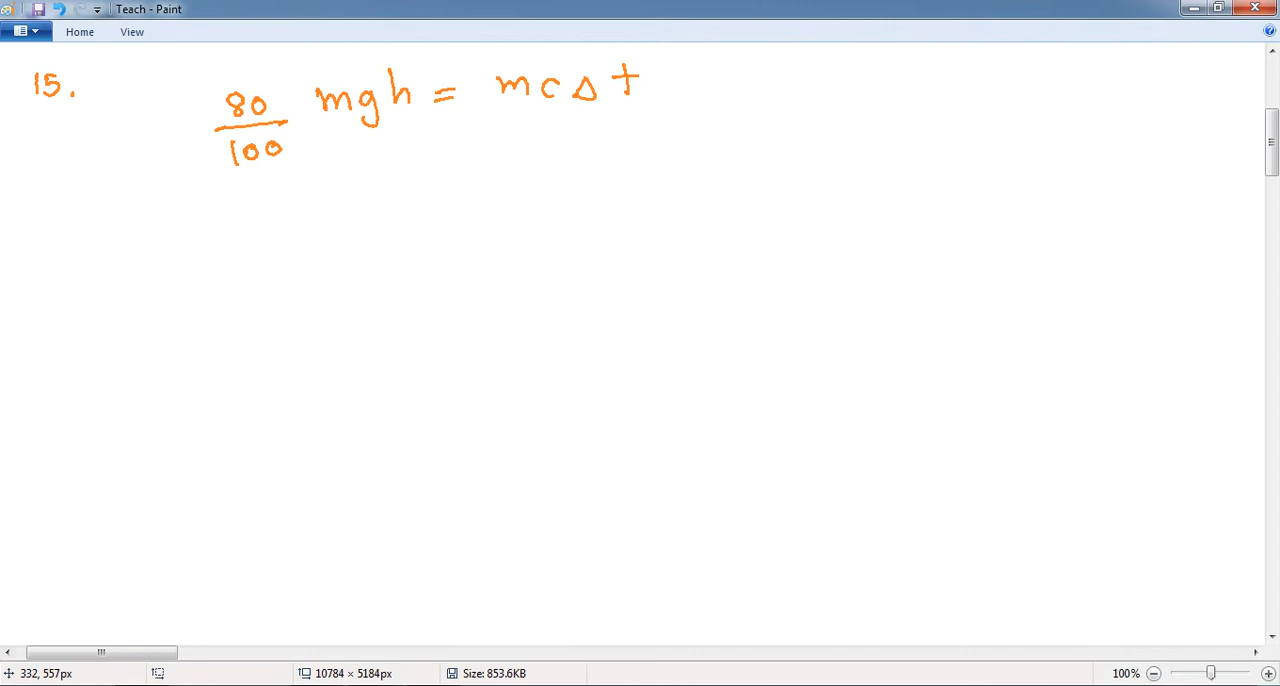 Teach - Paint
Home View
15. 80/100 mgh = mcΔt
332, 557px 10784 × 5184px Size: 853.6KB 100%